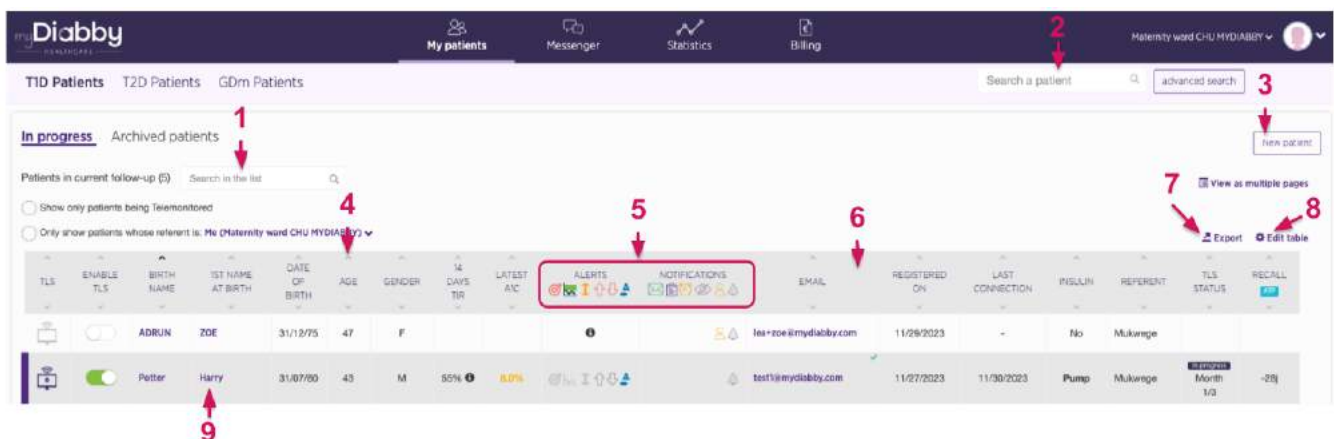 myDiabby
HEALTHCARE
My patients
Messenger
Statistics
Billing
2
Maternity ward CHU MYDIABBY
T1D Patients T2D Patients GDm Patients
Search a patient
advanced search
3
1
In progress Archived patients
New patient
Patients in current follow-up (5) Search in the list
7
View as multiple pages
Show only patients being Telemonitored
4
5
6
8
Only show patients whose referent is: Me (Maternity ward CHU MYDIABBY)
Export Edit table
TLS
ENABLE TLS
BIRTH NAME
1ST NAME AT BIRTH
DATE OF BIRTH
AGE
GENDER
14 DAYS TIR
LATEST A1C
ALERTS
NOTIFICATIONS
EMAIL
REGISTERED ON
LAST CONNECTION
INSULIN
REFERENT
TLS STATUS
RECALL
ADRUN ZOE 31/12/75 47 F lea+zoe@mydiabby.com 11/29/2023 - No Mukwege
Potter Harry 31/07/80 43 M 55% 8.0% test1@mydiabby.com 11/27/2023 11/30/2023 Pump Mukwege In progress Month 1/3 -28j
9